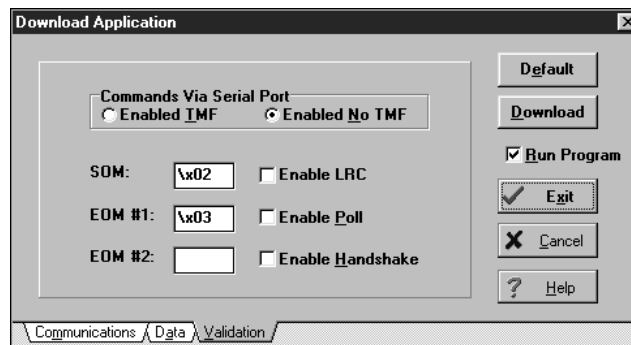 Download Application
Commands Via Serial Port
Enabled TMF
Enabled No TMF
SOM:
\x02
Enable LRC
EOM #1:
\x03
Enable Poll
EOM #2:
Enable Handshake
Default
Download
Run Program
Exit
Cancel
? Help
Communications
Data
Validation